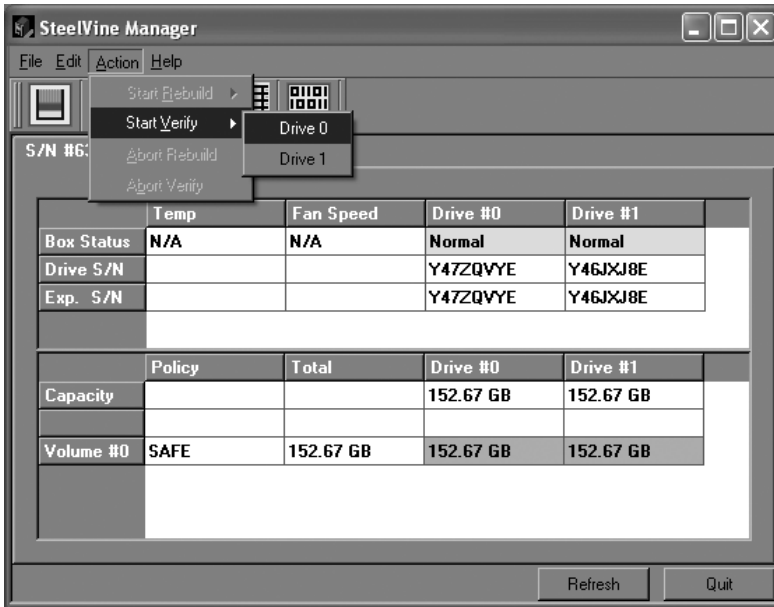 SteelVine Manager
File Edit Action Help
Start Rebuild
Start Verify
Abort Rebuild
Abort Verify
Drive 0
Drive 1
S/N #63
Temp Fan Speed Drive #0 Drive #1
Box Status N/A N/A Normal Normal
Drive S/N Y47ZQVYE Y46JXJ8E
Exp. S/N Y47ZQVYE Y46JXJ8E
Policy Total Drive #0 Drive #1
Capacity 152.67 GB 152.67 GB
Volume #0 SAFE 152.67 GB 152.67 GB 152.67 GB
Refresh Quit